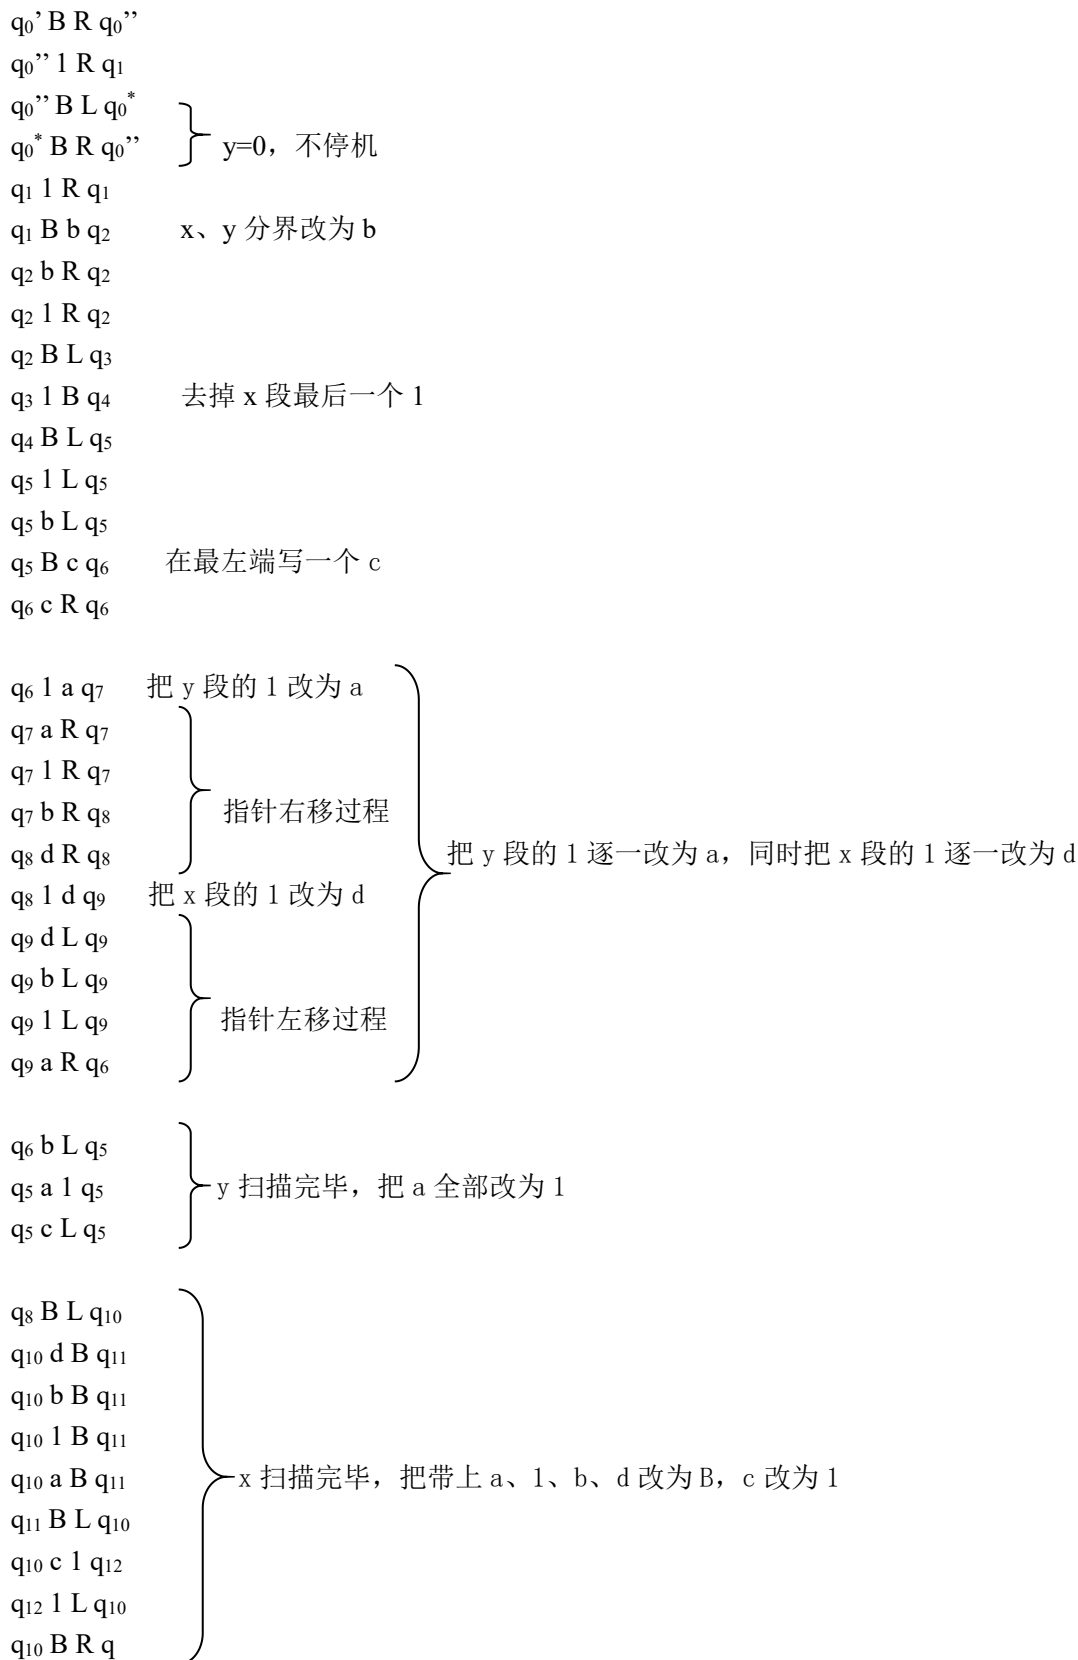 q₀’ B R q₀’’
q₀’’ 1 R q₁
q₀’’ B L q₀*
q₀* B R q₀’’ y=0，不停机
q₁ 1 R q₁
q₁ B b q₂ x、y 分界改为 b
q₂ b R q₂
q₂ 1 R q₂
q₂ B L q₃
q₃ 1 B q₄ 去掉 x 段最后一个 1
q₄ B L q₅
q₅ 1 L q₅
q₅ b L q₅
q₅ B c q₆ 在最左端写一个 c
q₆ c R q₆
q₆ 1 a q₇ 把 y 段的 1 改为 a
q₇ a R q₇
q₇ 1 R q₇
q₇ b R q₈ 指针右移过程
q₈ d R q₈ 把 y 段的 1 逐一改为 a，同时把 x 段的 1 逐一改为 d
q₈ 1 d q₉ 把 x 段的 1 改为 d
q₉ d L q₉
q₉ b L q₉
q₉ 1 L q₉ 指针左移过程
q₉ a R q₆
q₆ b L q₅
q₅ a 1 q₅ y 扫描完毕，把 a 全部改为 1
q₅ c L q₅
q₈ B L q₁₀
q₁₀ d B q₁₁
q₁₀ b B q₁₁
q₁₀ 1 B q₁₁
q₁₀ a B q₁₁ x 扫描完毕，把带上 a、1、b、d 改为 B，c 改为 1
q₁₁ B L q₁₀
q₁₀ c 1 q₁₂
q₁₂ 1 L q₁₀
q₁₀ B R q